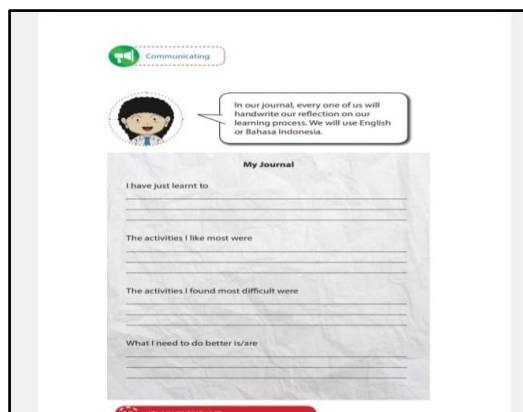 Communicating
In our journal, every one of us will
handwrite our reflection on our
learning process. We will use English
or Bahasa Indonesia.
My Journal
I have just learnt to
The activities I like most were
The activities I found most difficult were
What I need to do better is/are